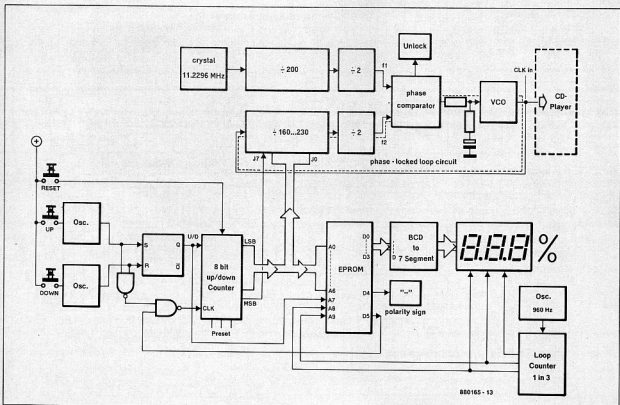 crystal
11.2296 MHz
÷ 200
÷ 2
f1
Unlock
phase
comparator
VCO
CLK in
CD-
Player
÷ 160...230
÷ 2
f2
J7
J0
phase - locked loop circuit
RESET
UP
Osc.
DOWN
Osc.
S
Q
R
Q
U/D
8 bit
up/down
Counter
LSB
MSB
CLK
Preset
A0
A6
A7
A8
A9
EPROM
D0
D3
D4
D5
BCD
to
7 Segment
D
8.8.8 %
"-"
polarity sign
Osc.
960 Hz
Loop
Counter
1 in 3
880165 - 13